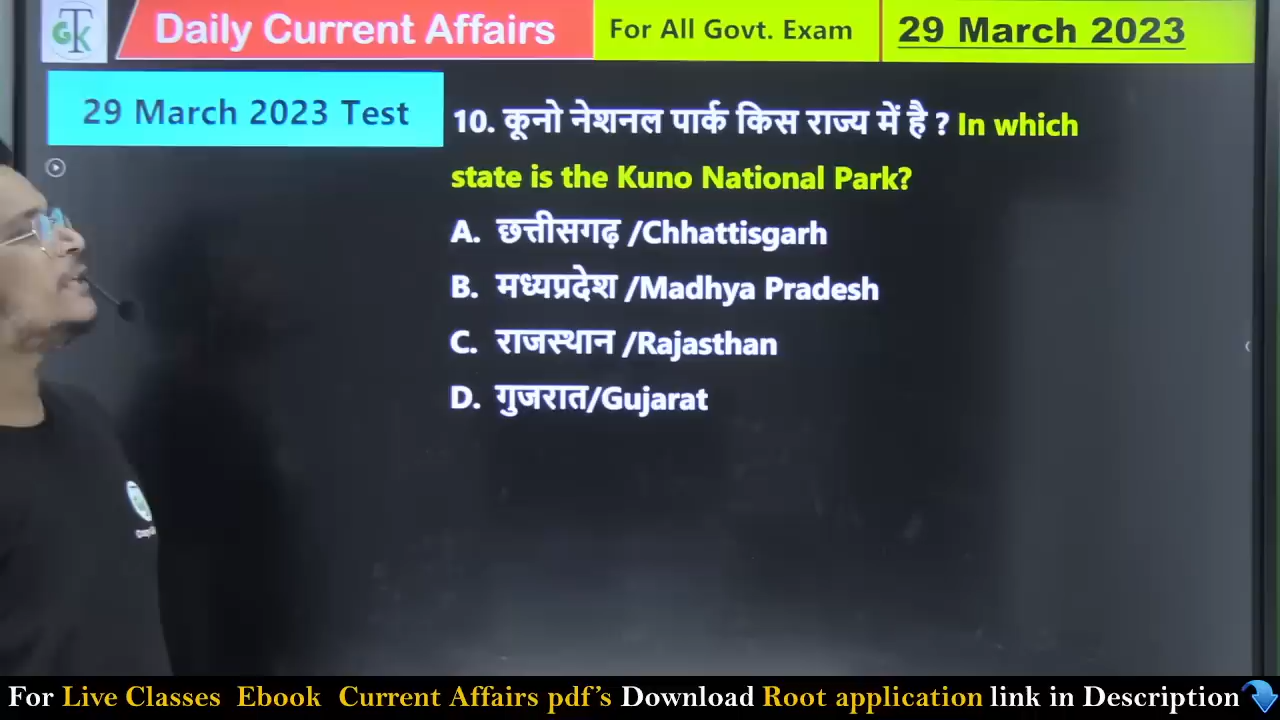 GTK
Daily Current Affairs
For All Govt. Exam
29 March 2023
29 March 2023 Test
10. कूनो नेशनल पार्क किस राज्य में है ? In which
state is the Kuno National Park?
A. छत्तीसगढ़ /Chhattisgarh
B. मध्यप्रदेश /Madhya Pradesh
C. राजस्थान /Rajasthan
D. गुजरात/Gujarat
For Live Classes Ebook Current Affairs pdf’s Download Root application link in Description